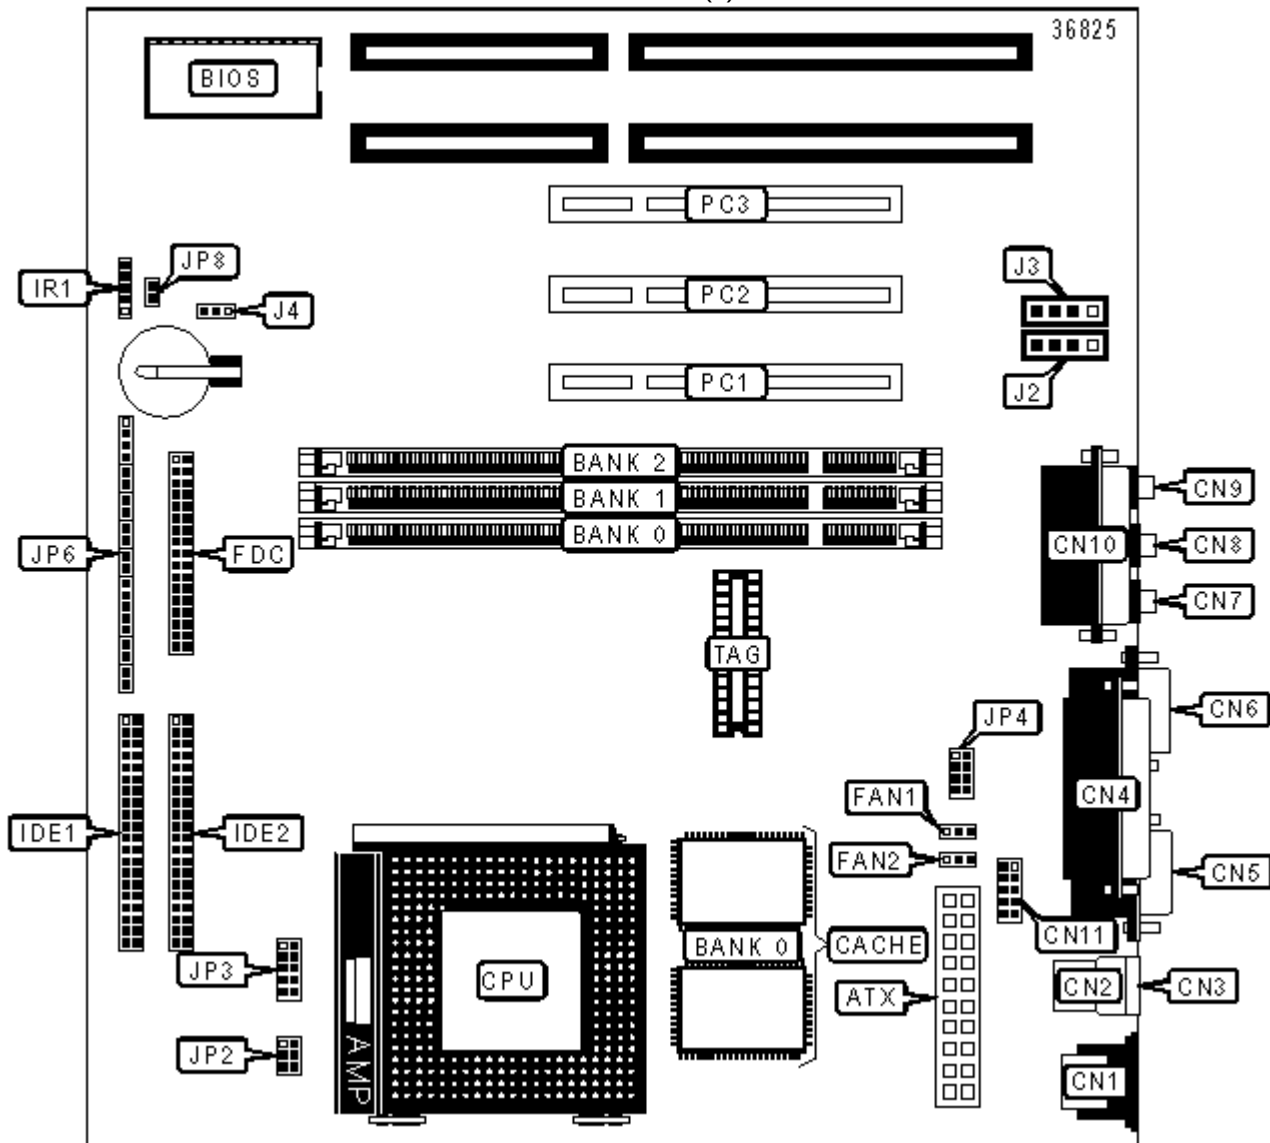 36825
BIOS
PC3
JP8
IR1
J3
PC2
J4
PC1
J2
BANK 2
CN9
BANK 1
BANK 0
CN10
CN8
JP6
FDC
CN7
TAG
CN6
JP4
FAN1
CN4
IDE1
IDE2
FAN2
CN5
CN11
BANK 0
CACHE
JP3
CPU
CN2
CN3
ATX
JP2
AMP
CN1